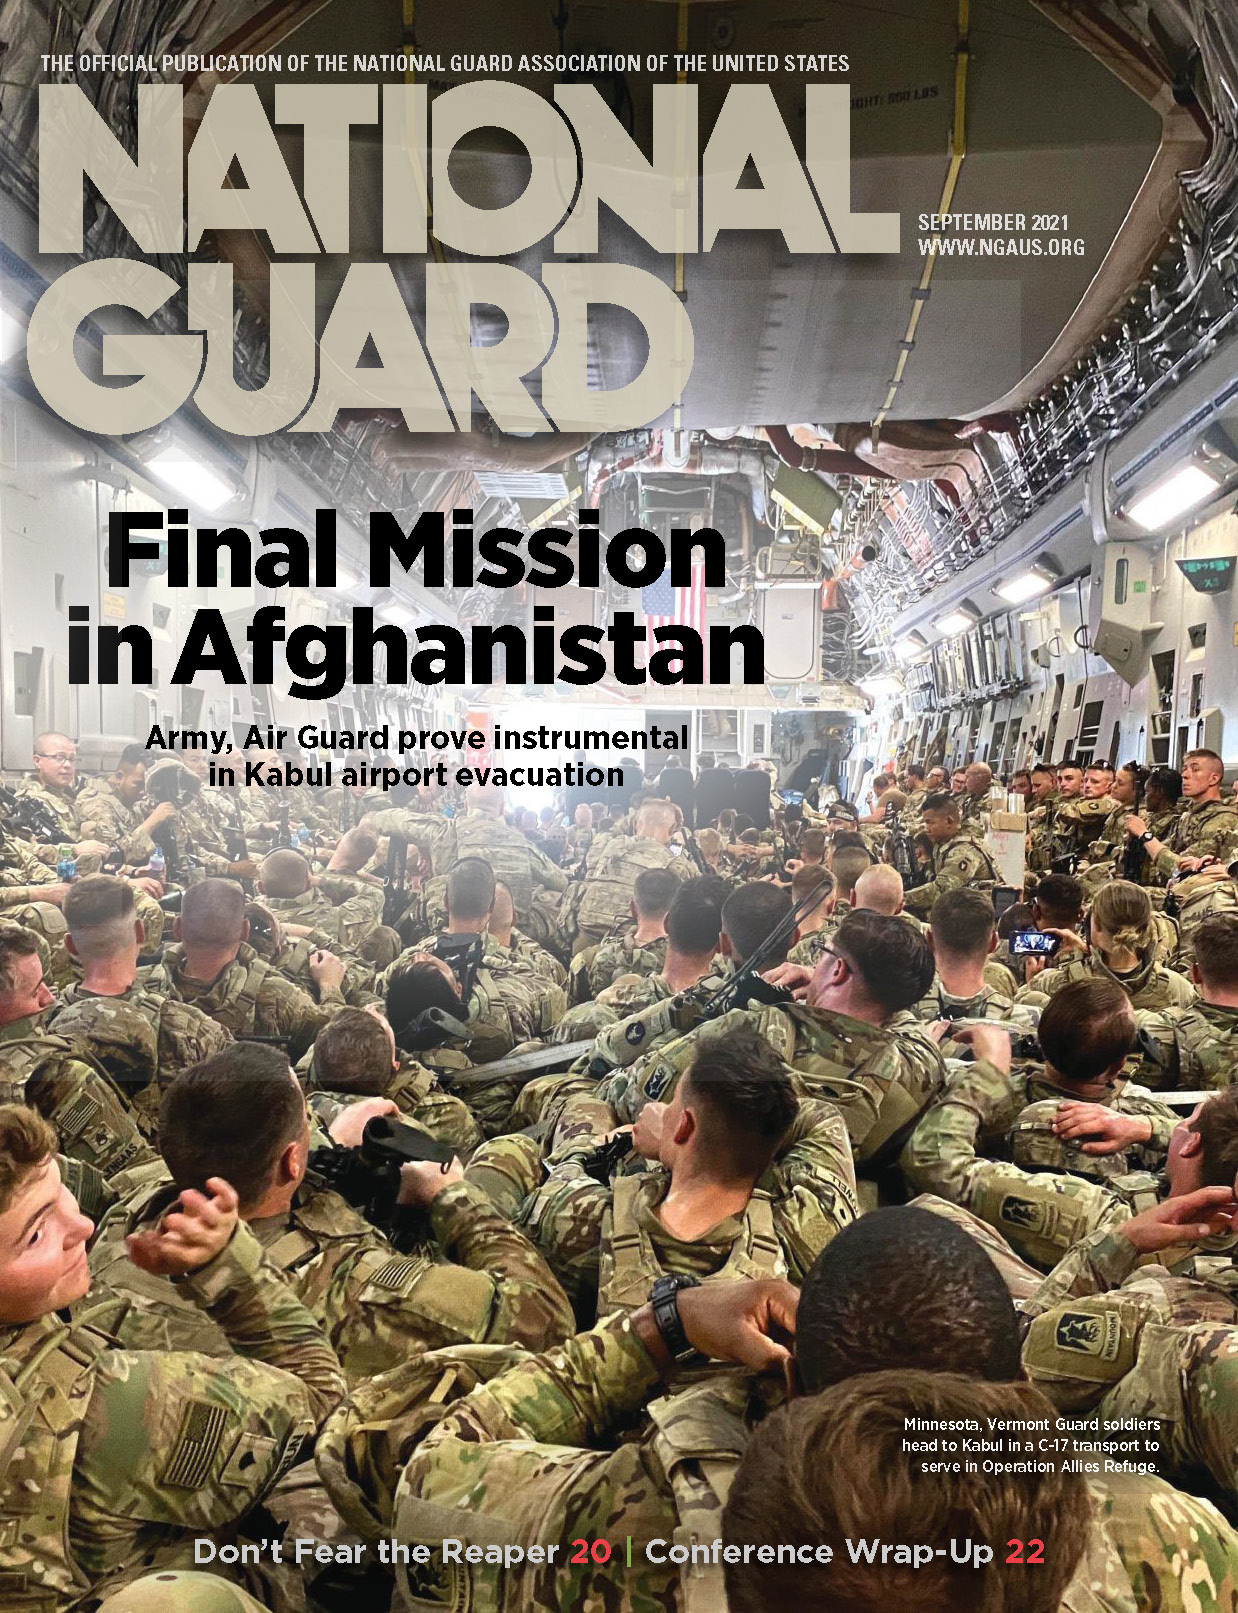 THE OFFICIAL PUBLICATION OF THE NATIONAL GUARD ASSOCIATION OF THE UNITED STATES
NATIONAL
GUARD
SEPTEMBER 2021
WWW.NGAUS.ORG
Final Mission
in Afghanistan
Army, Air Guard prove instrumental
in Kabul airport evacuation
MOUNTAIN
Minnesota, Vermont Guard soldiers
head to Kabul in a C-17 transport to
serve in Operation Allies Refuge.
Don't Fear the Reaper 20 | Conference Wrap-Up 22